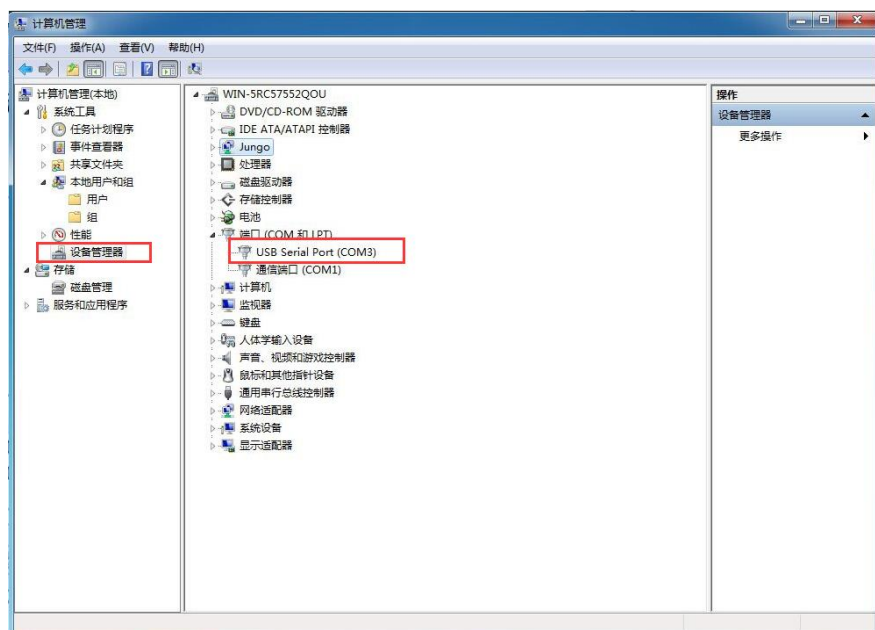 计算机管理
文件(F) 操作(A) 查看(V) 帮助(H)
计算机管理(本地)
系统工具
任务计划程序
事件查看器
共享文件夹
本地用户和组
用户
组
性能
设备管理器
存储
磁盘管理
服务和应用程序
WIN-5RC57552QOU
DVD/CD-ROM 驱动器
IDE ATA/ATAPI 控制器
Jungo
处理器
磁盘驱动器
存储控制器
电池
端口 (COM 和 LPT)
USB Serial Port (COM3)
通信端口 (COM1)
计算机
监视器
键盘
人体学输入设备
声音、视频和游戏控制器
鼠标和其他指针设备
通用串行总线控制器
网络适配器
系统设备
显示适配器
操作
设备管理器
更多操作